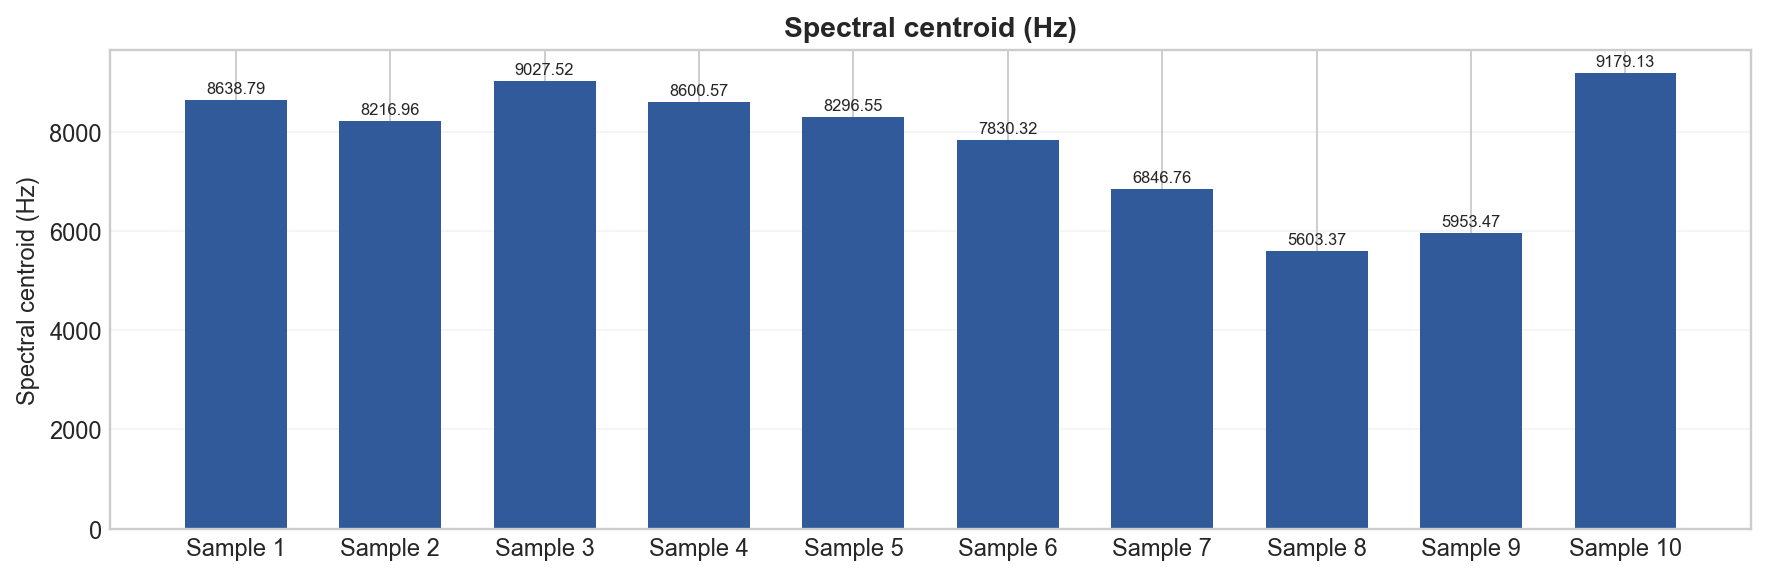 Spectral centroid (Hz)
Spectral centroid (Hz)
8000
6000
4000
2000
0
8638.79
8216.96
9027.52
8600.57
8296.55
7830.32
6846.76
5603.37
5953.47
9179.13
Sample 1
Sample 2
Sample 3
Sample 4
Sample 5
Sample 6
Sample 7
Sample 8
Sample 9
Sample 10